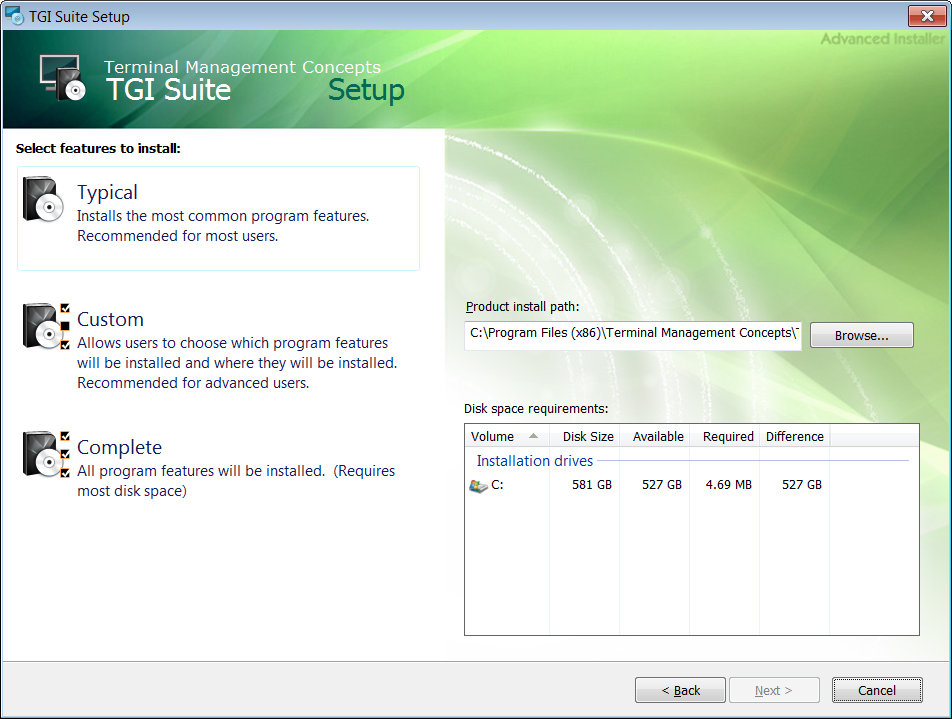 TGI Suite Setup
Advanced Installer
Terminal Management Concepts
TGI Suite Setup
Select features to install:
Typical
Installs the most common program features.
Recommended for most users.
Custom
Allows users to choose which program features
will be installed and where they will be installed.
Recommended for advanced users.
Complete
All program features will be installed. (Requires
most disk space)
Product install path:
C:\Program Files (x86)\Terminal Management Concepts\
Browse...
Disk space requirements:
Volume Disk Size Available Required Difference
Installation drives
C: 581 GB 527 GB 4.69 MB 527 GB
< Back Next > Cancel